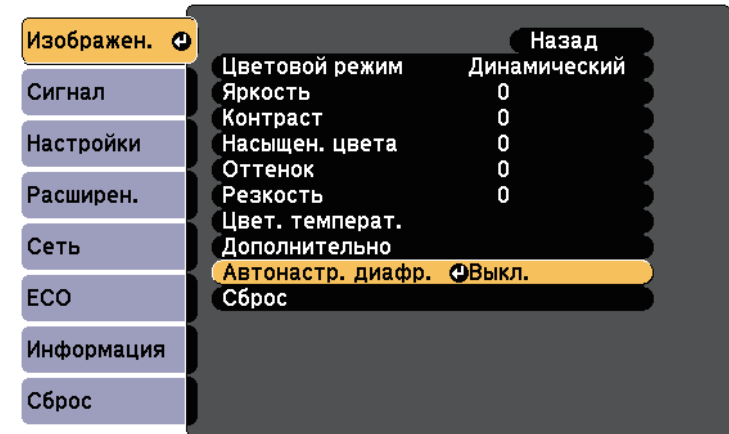 Изображен.
Сигнал
Настройки
Расширен.
Сеть
ECO
Информация
Сброс
Назад
Цветовой режим Динамический
Яркость 0
Контраст 0
Насыщен. цвета 0
Оттенок 0
Резкость 0
Цвет. температ.
Дополнительно
Автонастр. диафр. Выкл.
Сброс